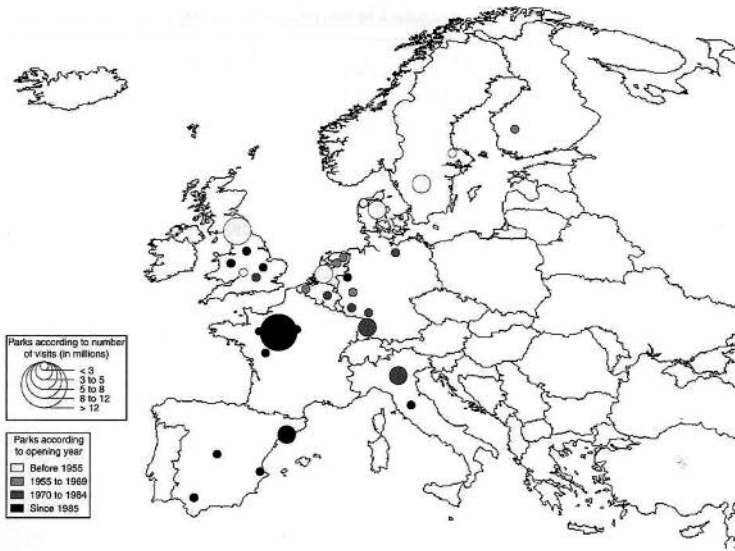 Parks according to number
of visits (in millions)
< 3
3 to 5
5 to 8
8 to 12
> 12
Parks according
to opening year
Before 1955
1955 to 1969
1970 to 1984
Since 1985